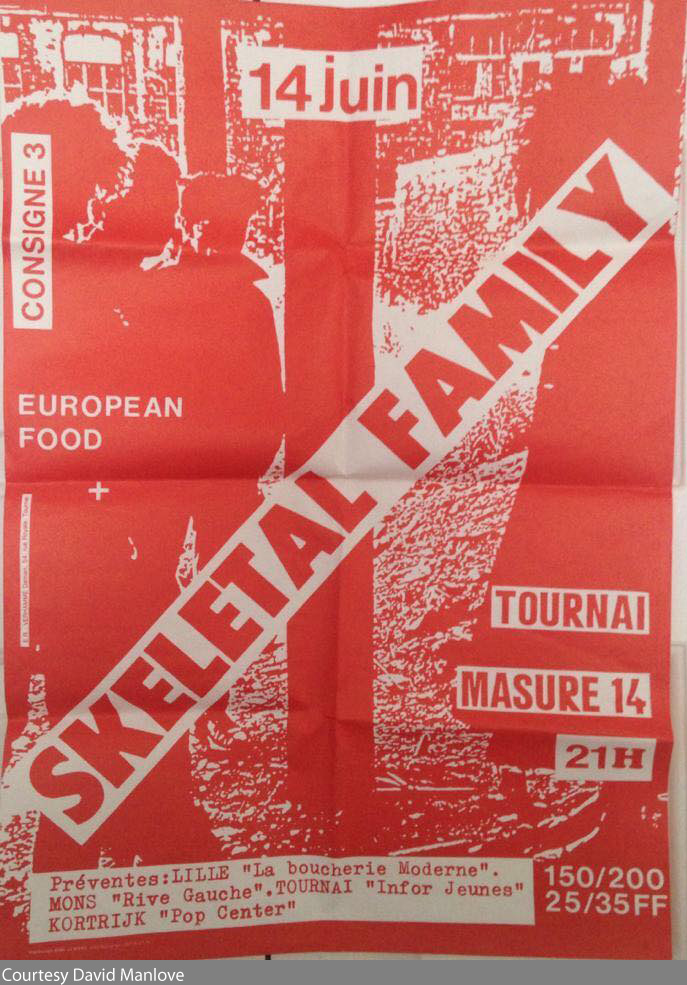 14 juin
CONSIGNE 3
EUROPEAN
FOOD
+
SKELETAL FAMILY
TOURNAI
MASURE 14
21H
Préventes:LILLE "La boucherie Moderne".
MONS "Rive Gauche".TOURNAI "Infor Jeunes"
KORTRIJK "Pop Center"
150/200
25/35FF
Courtesy David Manlove